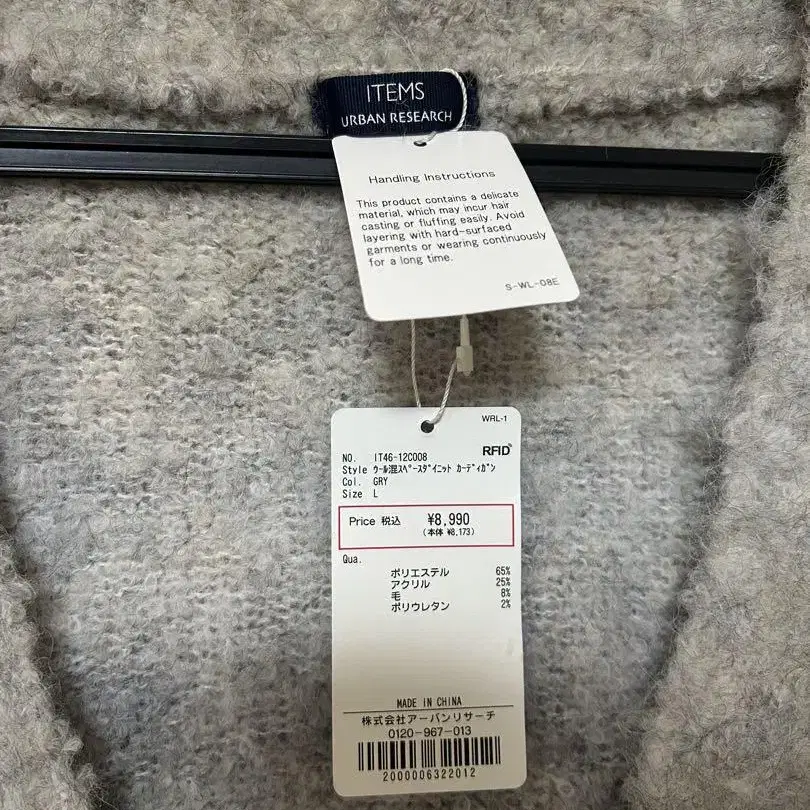 ITEMS
URBAN RESEARCH
Handling Instructions
This product contains a delicate
material, which may incur hair
casting or fluffing easily. Avoid
layering with hard-surfaced
garments or wearing continuously
for a long time.
S-WL-08E
WRL-1
RFID
NO. IT46-12C008
Style ウール混スペースダイニット カーディガン
Col. GRY
Size L
Price 税込 ¥8,990
(本体 ¥8,173)
Qua.
ポリエステル 65%
アクリル 25%
毛 8%
ポリウレタン 2%
MADE IN CHINA
株式会社アーバンリサーチ
0120-967-013
2000006322012